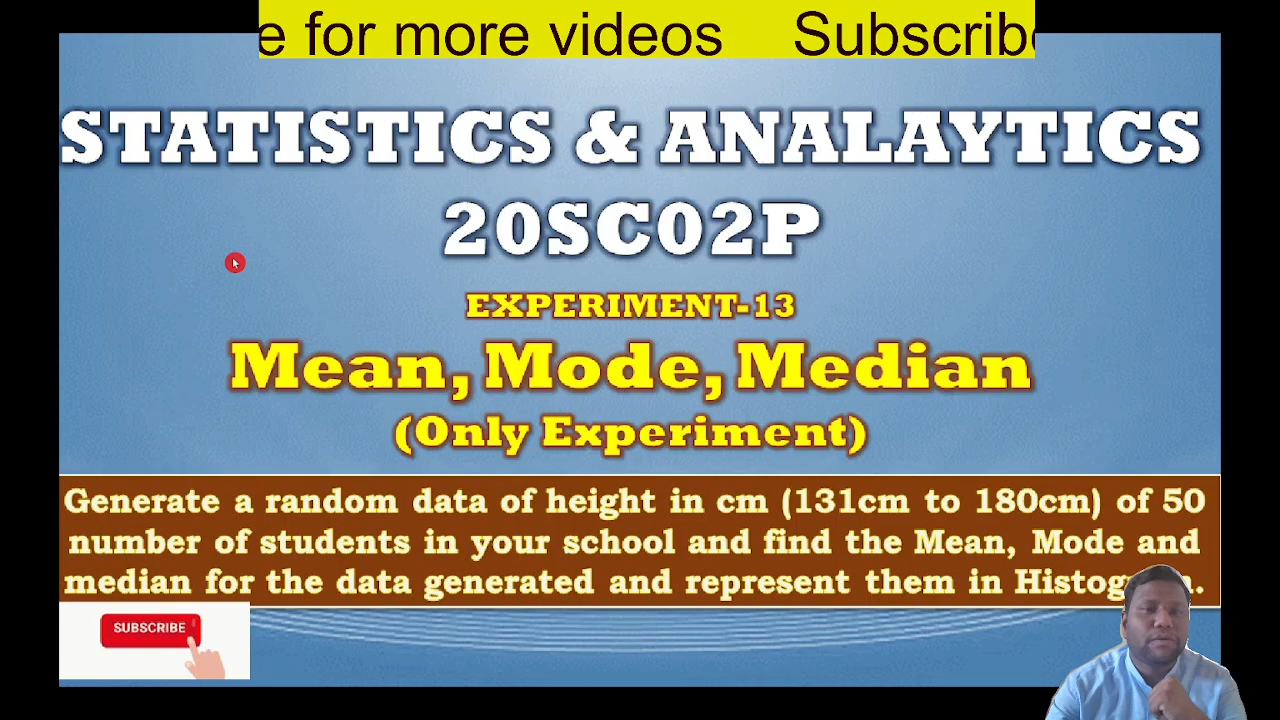 e for more videos Subscribe
STATISTICS & ANALAYTICS
20SC02P
EXPERIMENT-13
Mean, Mode, Median
(Only Experiment)
Generate a random data of height in cm (131cm to 180cm) of 50
number of students in your school and find the Mean, Mode and
median for the data generated and represent them in
SUBSCRIBE